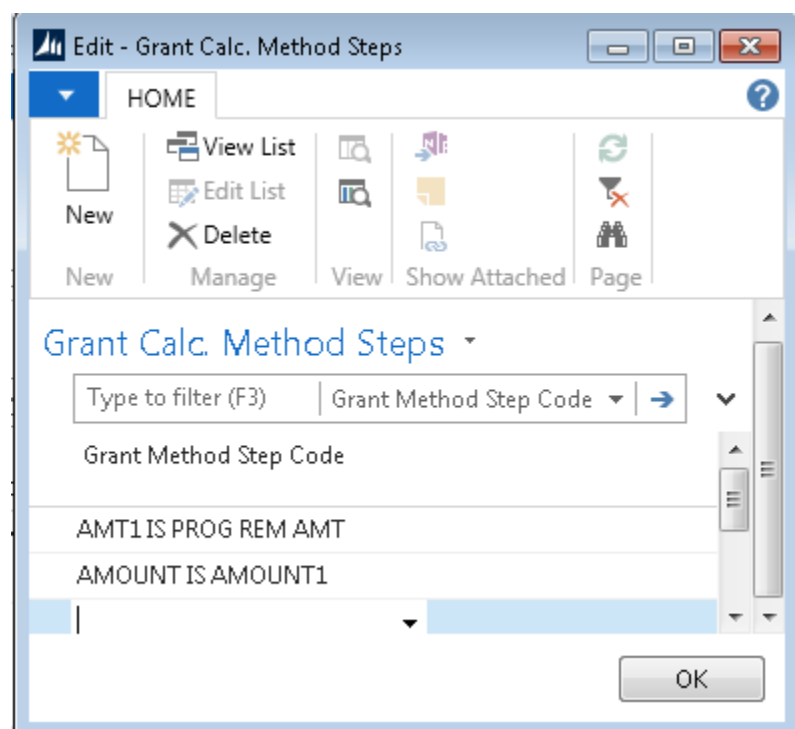 Edit - Grant Calc. Method Steps
HOME
New
View List
Edit List
Delete
New
Manage
View
Show Attached
Page
Grant Calc. Method Steps
Type to filter (F3)
Grant Method Step Code
Grant Method Step Code
AMT1 IS PROG REM AMT
AMOUNT IS AMOUNT1
OK